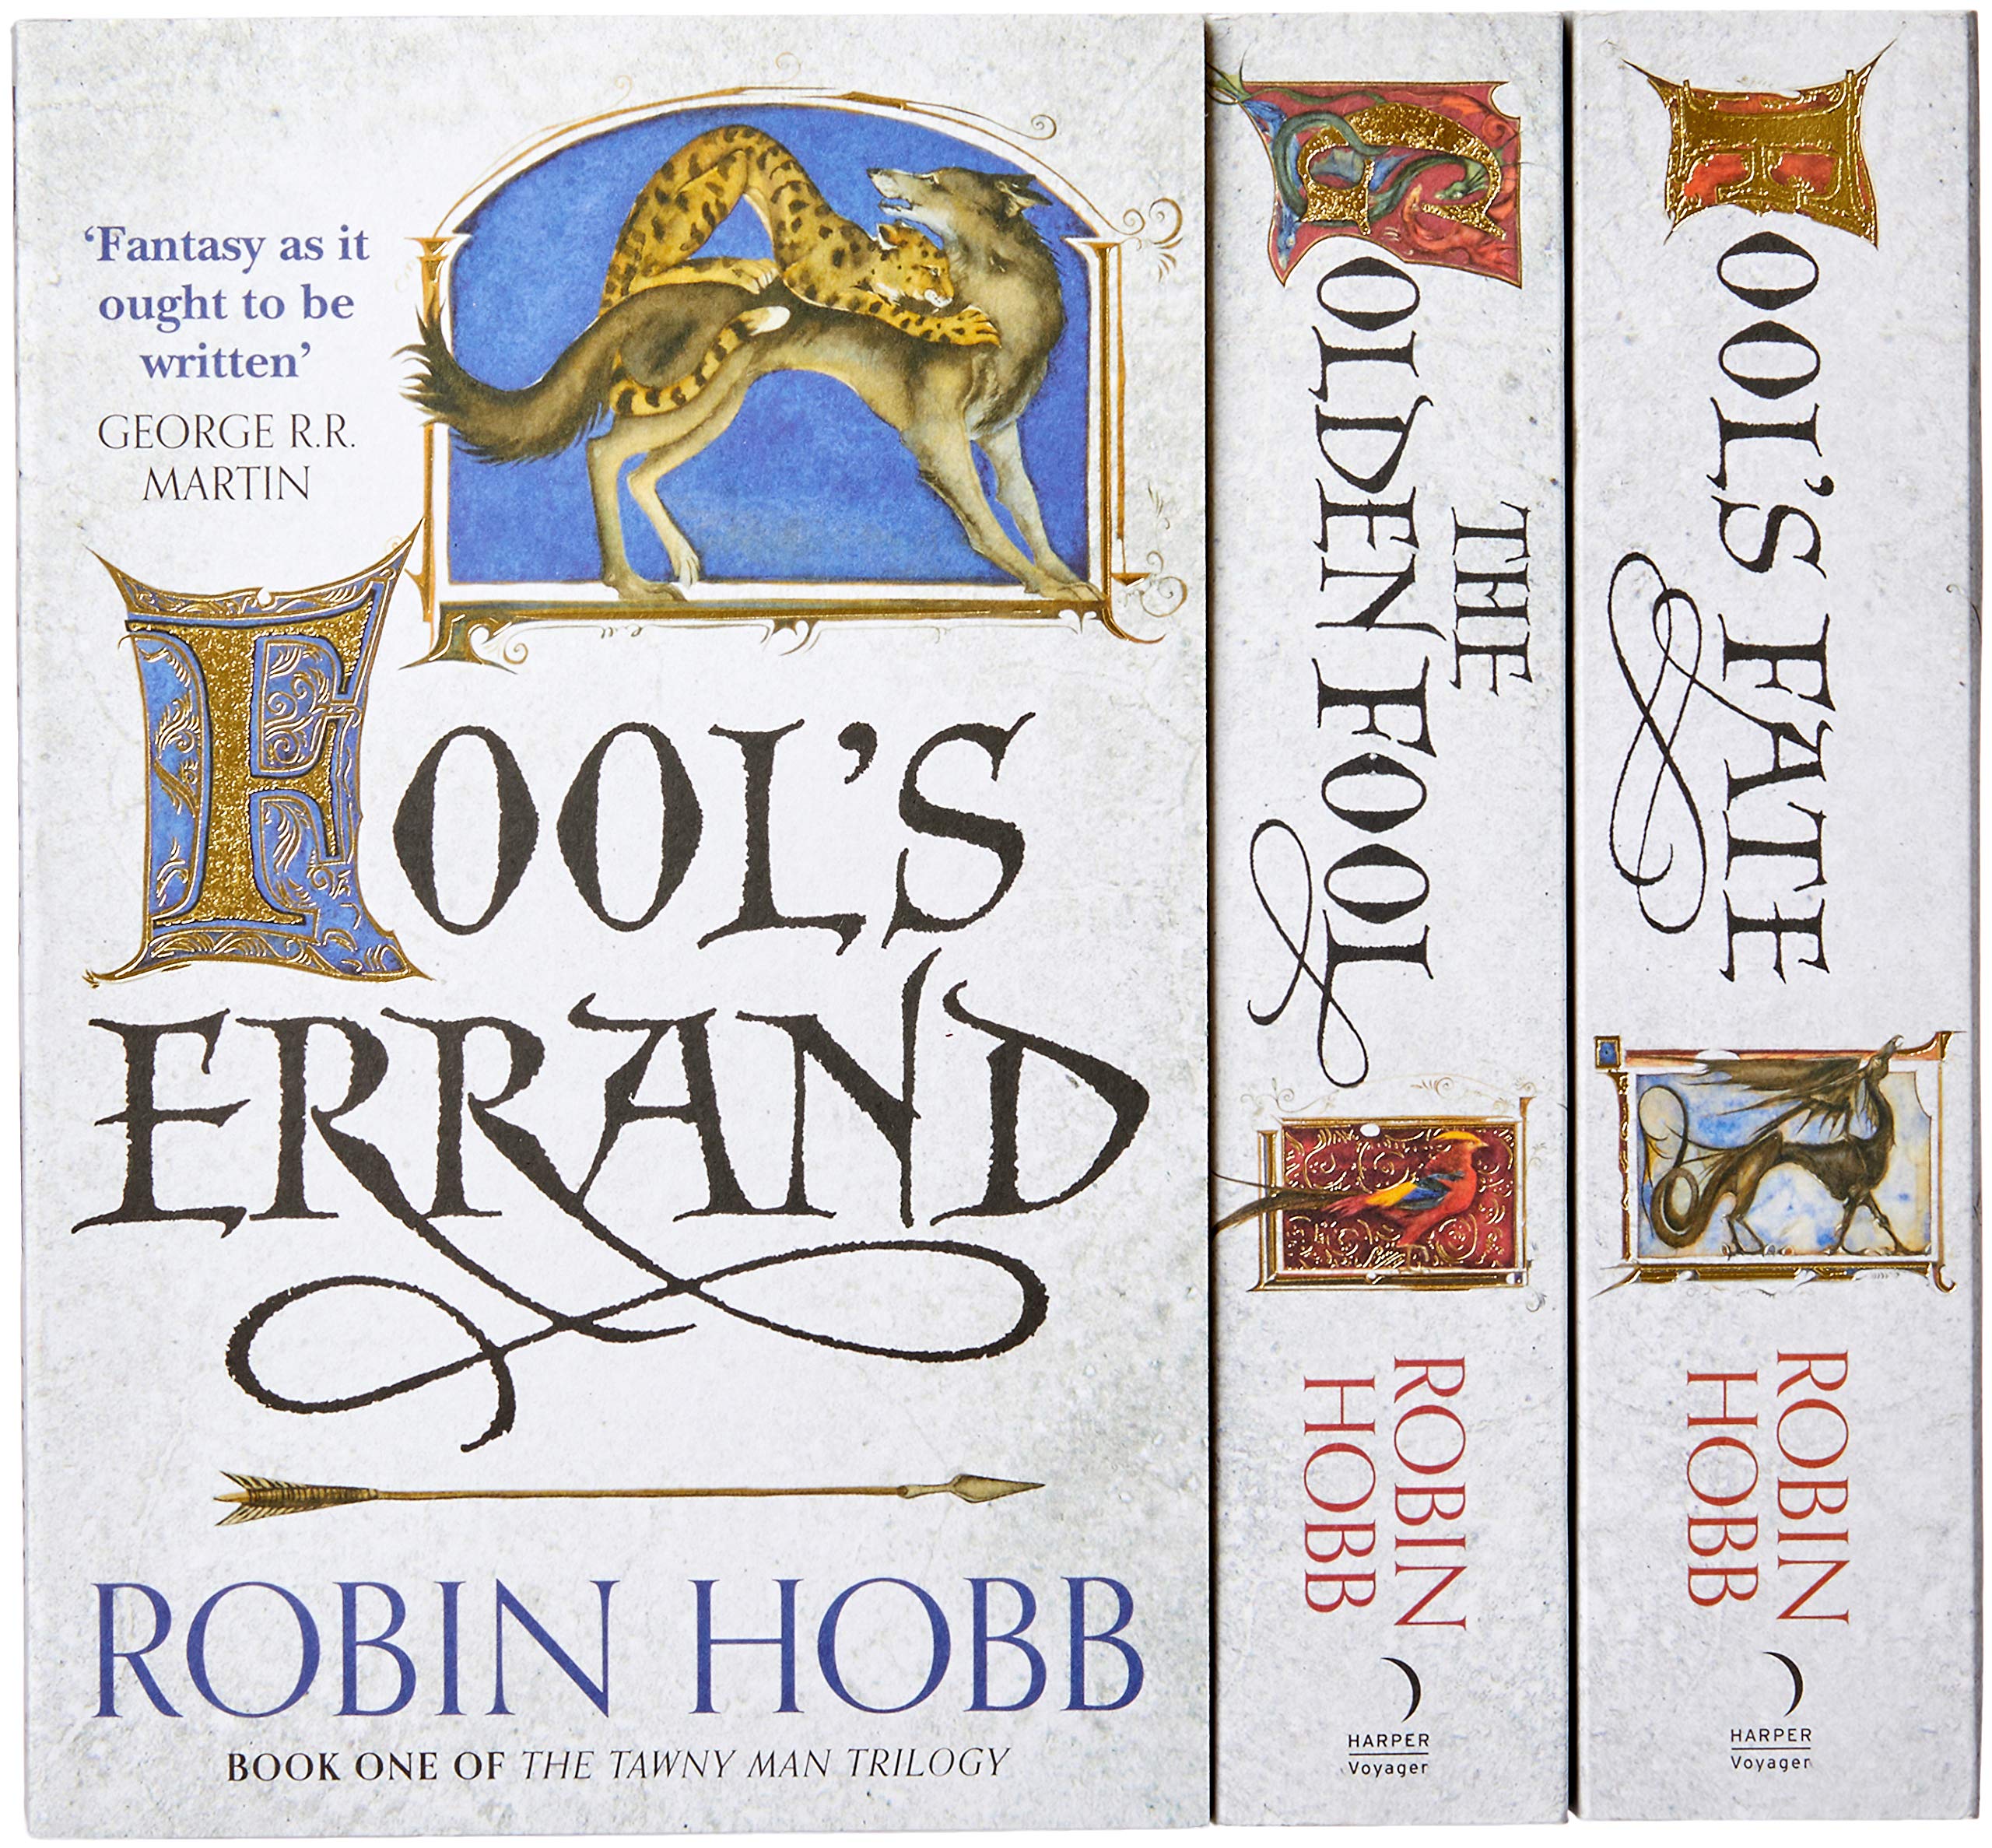 ‘Fantasy as it
ought to be
written’
GEORGE R.R.
MARTIN
FOOL’S
ERRAND
ROBIN HOBB
BOOK ONE OF THE TAWNY MAN TRILOGY
THE
GOLDEN FOOL
ROBIN
HOBB
HARPER
Voyager
FOOL’S FATE
ROBIN
HOBB
HARPER
Voyager